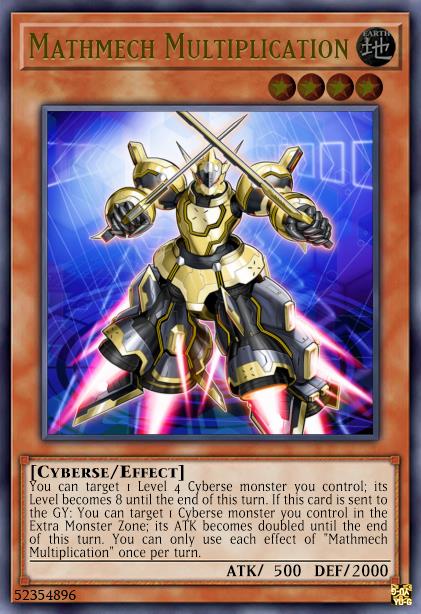 MATHMECH MULTIPLICATION
EARTH
地
[CYBERSE/EFFECT]
You can target 1 Level 4 Cyberse monster you control; its
Level becomes 8 until the end of this turn. If this card is sent to
the GY: You can target 1 Cyberse monster you control in the
Extra Monster Zone; its ATK becomes doubled until the end
of this turn. You can only use each effect of "Mathmech
Multiplication" once per turn.
ATK/ 500 DEF/2000
52354896